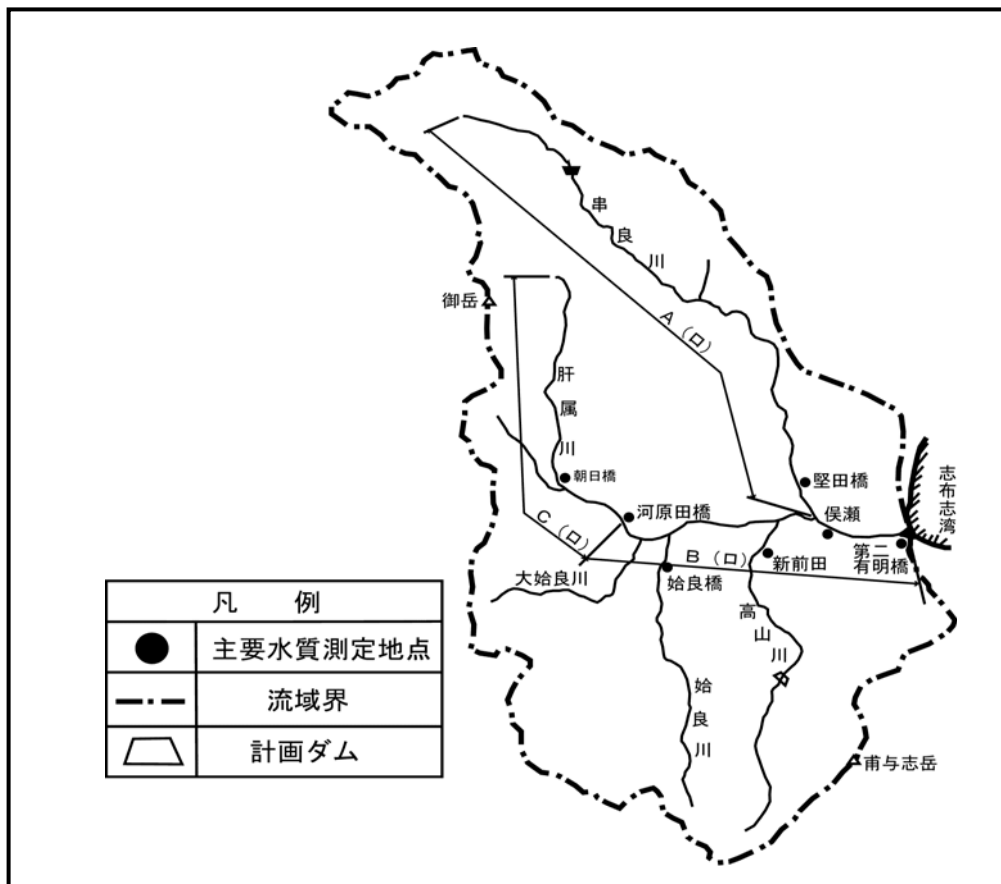 串良川
御岳
A（ロ）
肝属川
朝日橋
堅田橋
志布志湾
河原田橋
俣瀬
C（ロ）
B（ロ）
新前田
第二
有明橋
大姶良川
姶良橋
高山川
姶良川
甫与志岳
凡　例
主要水質測定地点
流域界
計画ダム